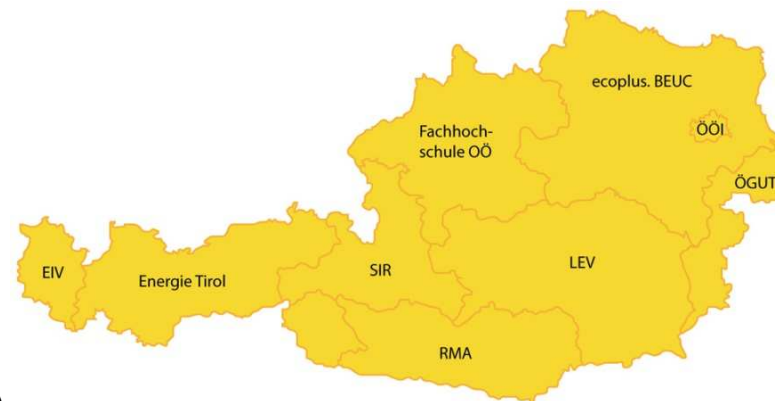 ecoplus. BEUC
Fachhoch-
schule OÖ
ÖÖI
ÖGUT
EIV
Energie Tirol
SIR
LEV
RMA